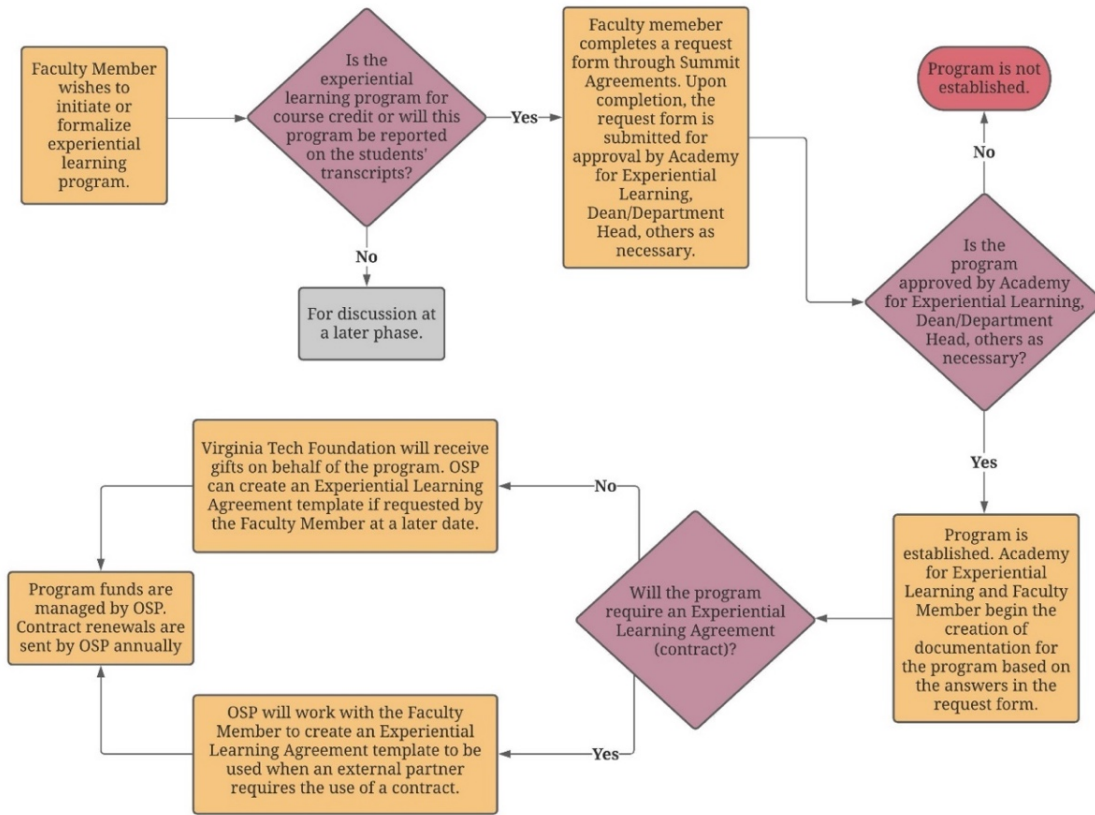 Faculty Member
wishes to
initiate or
formalize
experiential
learning
program.
Is the
experiential
learning program for
course credit or will this
program be reported
on the students'
transcripts?
Yes
No
For discussion at
a later phase.
Faculty memeber
completes a request
form through Summit
Agreements. Upon
completion, the
request form is
submitted for
approval by Academy
for Experiential
Learning,
Dean/Department
Head, others as
necessary.
Program is not
established.
No
Is the
program
approved by Academy
for Experiential Learning,
Dean/Department
Head, others as
necessary?
Yes
Program is
established. Academy
for Experiential
Learning and Faculty
Member begin the
creation of
documentation for
the program based on
the answers in the
request form.
Will the program
require an Experiential
Learning Agreement
(contract)?
No
Virginia Tech Foundation will receive
gifts on behalf of the program. OSP
can create an Experiential Learning
Agreement template if requested by
the Faculty Member at a later date.
Yes
OSP will work with the Faculty
Member to create an Experiential
Learning Agreement template to be
used when an external partner
requires the use of a contract.
Program funds are
managed by OSP.
Contract renewals are
sent by OSP annually